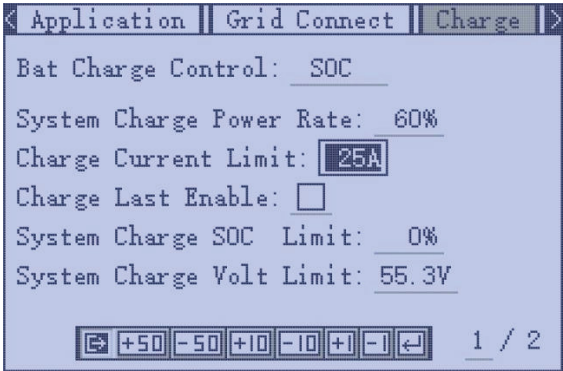 Application Grid Connect Charge
Bat Charge Control: SOC
System Charge Power Rate: 60%
Charge Current Limit: 25A
Charge Last Enable:
System Charge SOC Limit: 0%
System Charge Volt Limit: 55.3V
+50 -50 +10 -10 +1 -1 1 / 2